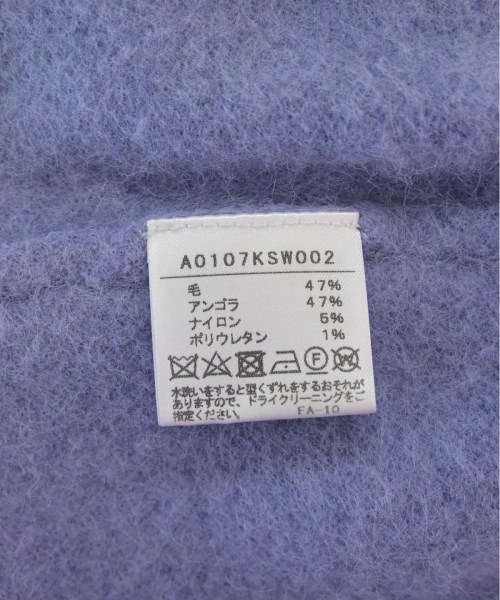 A0107KSW002
毛 47%
アンゴラ 47%
ナイロン 5%
ポリウレタン 1%
水洗いをすると型くずれをするおそれが
ありますので、ドライクリーニングをご
指定ください。 FA-10